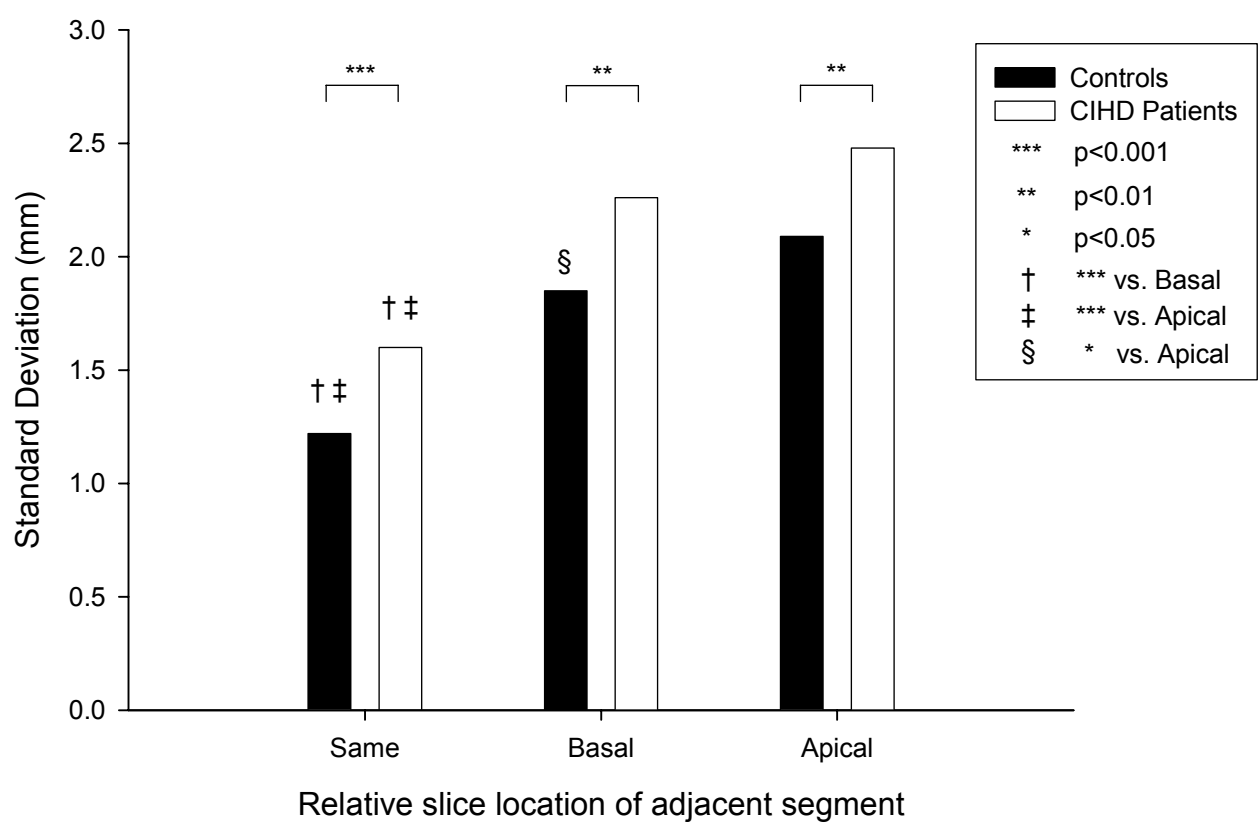 Standard Deviation (mm)
3.0
2.5
2.0
1.5
1.0
0.5
0.0
*** ** **
§
† ‡
† ‡
Same Basal Apical
Relative slice location of adjacent segment
Controls
CIHD Patients
*** p<0.001
** p<0.01
* p<0.05
† *** vs. Basal
‡ *** vs. Apical
§ * vs. Apical